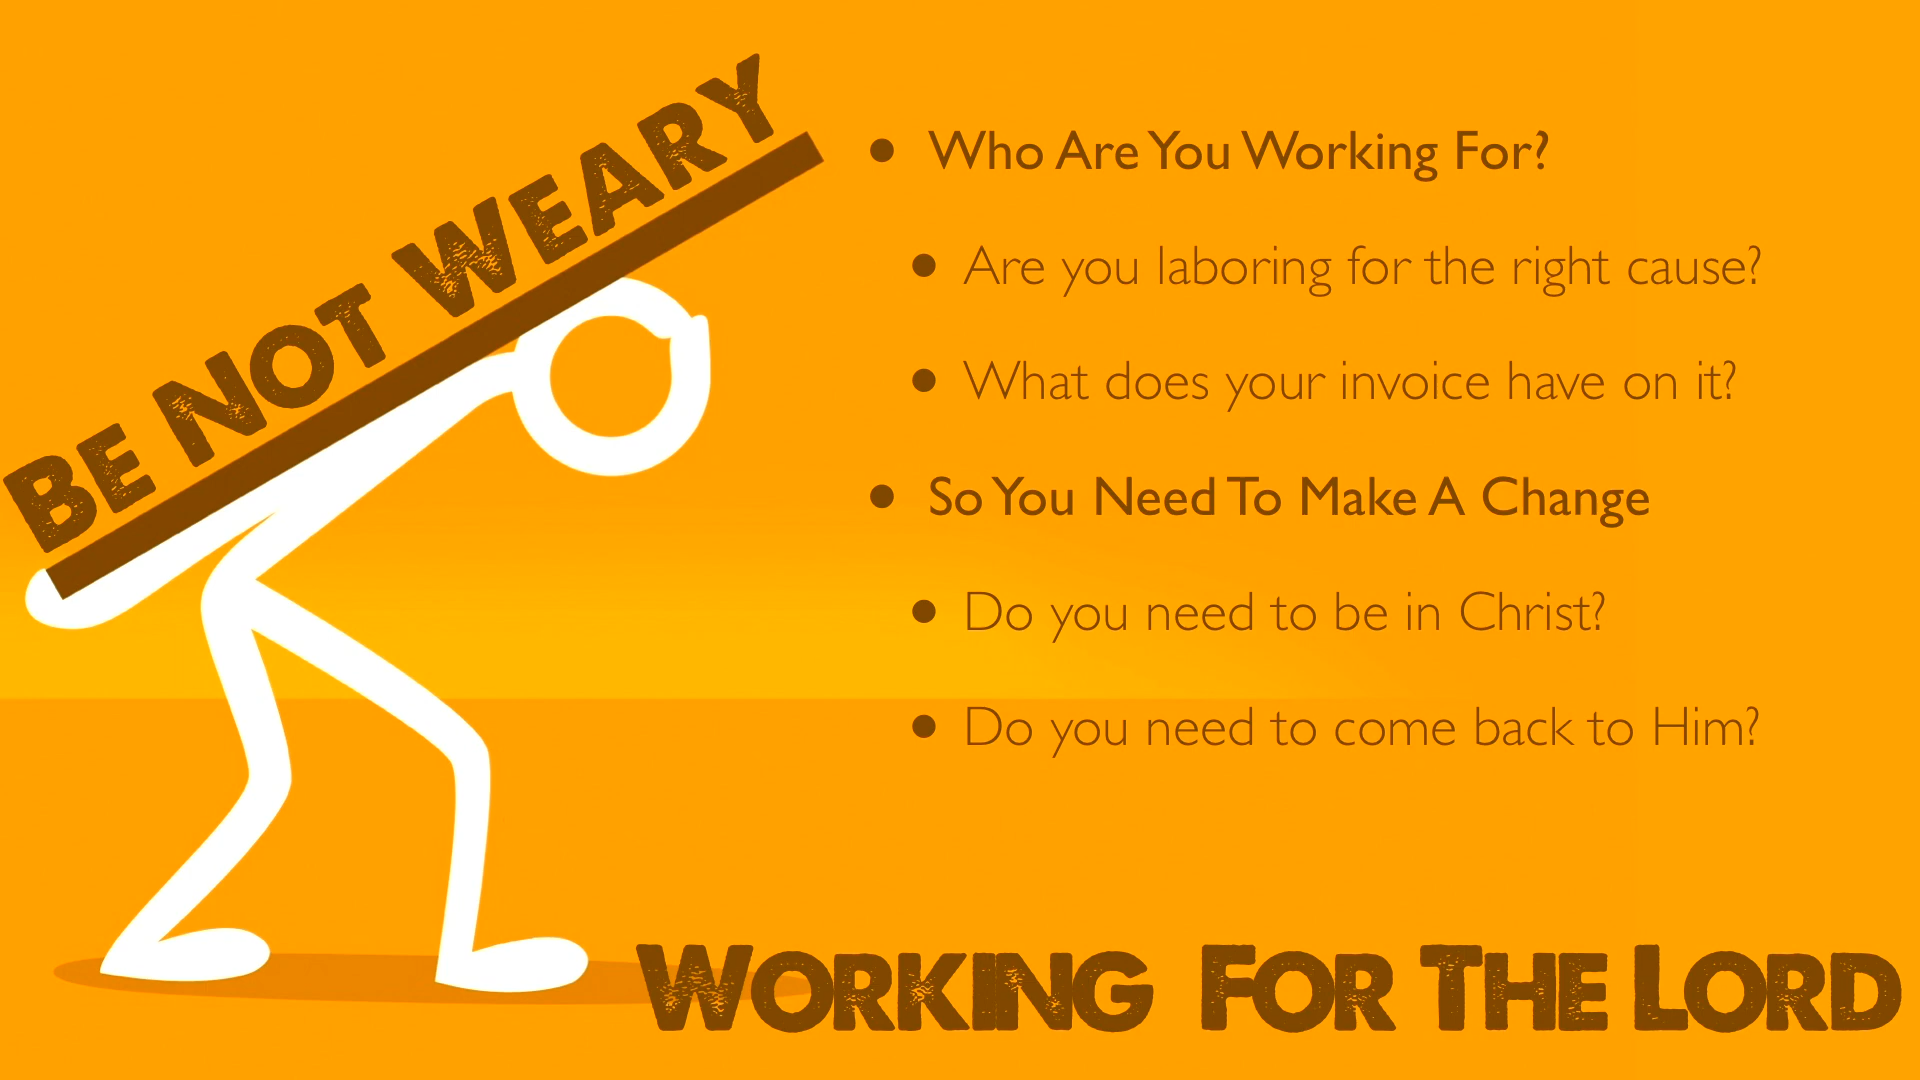 BE NOT WEARY
• Who Are You Working For?
• Are you laboring for the right cause?
• What does your invoice have on it?
• So You Need To Make A Change
• Do you need to be in Christ?
• Do you need to come back to Him?
WORKING FOR THE LORD